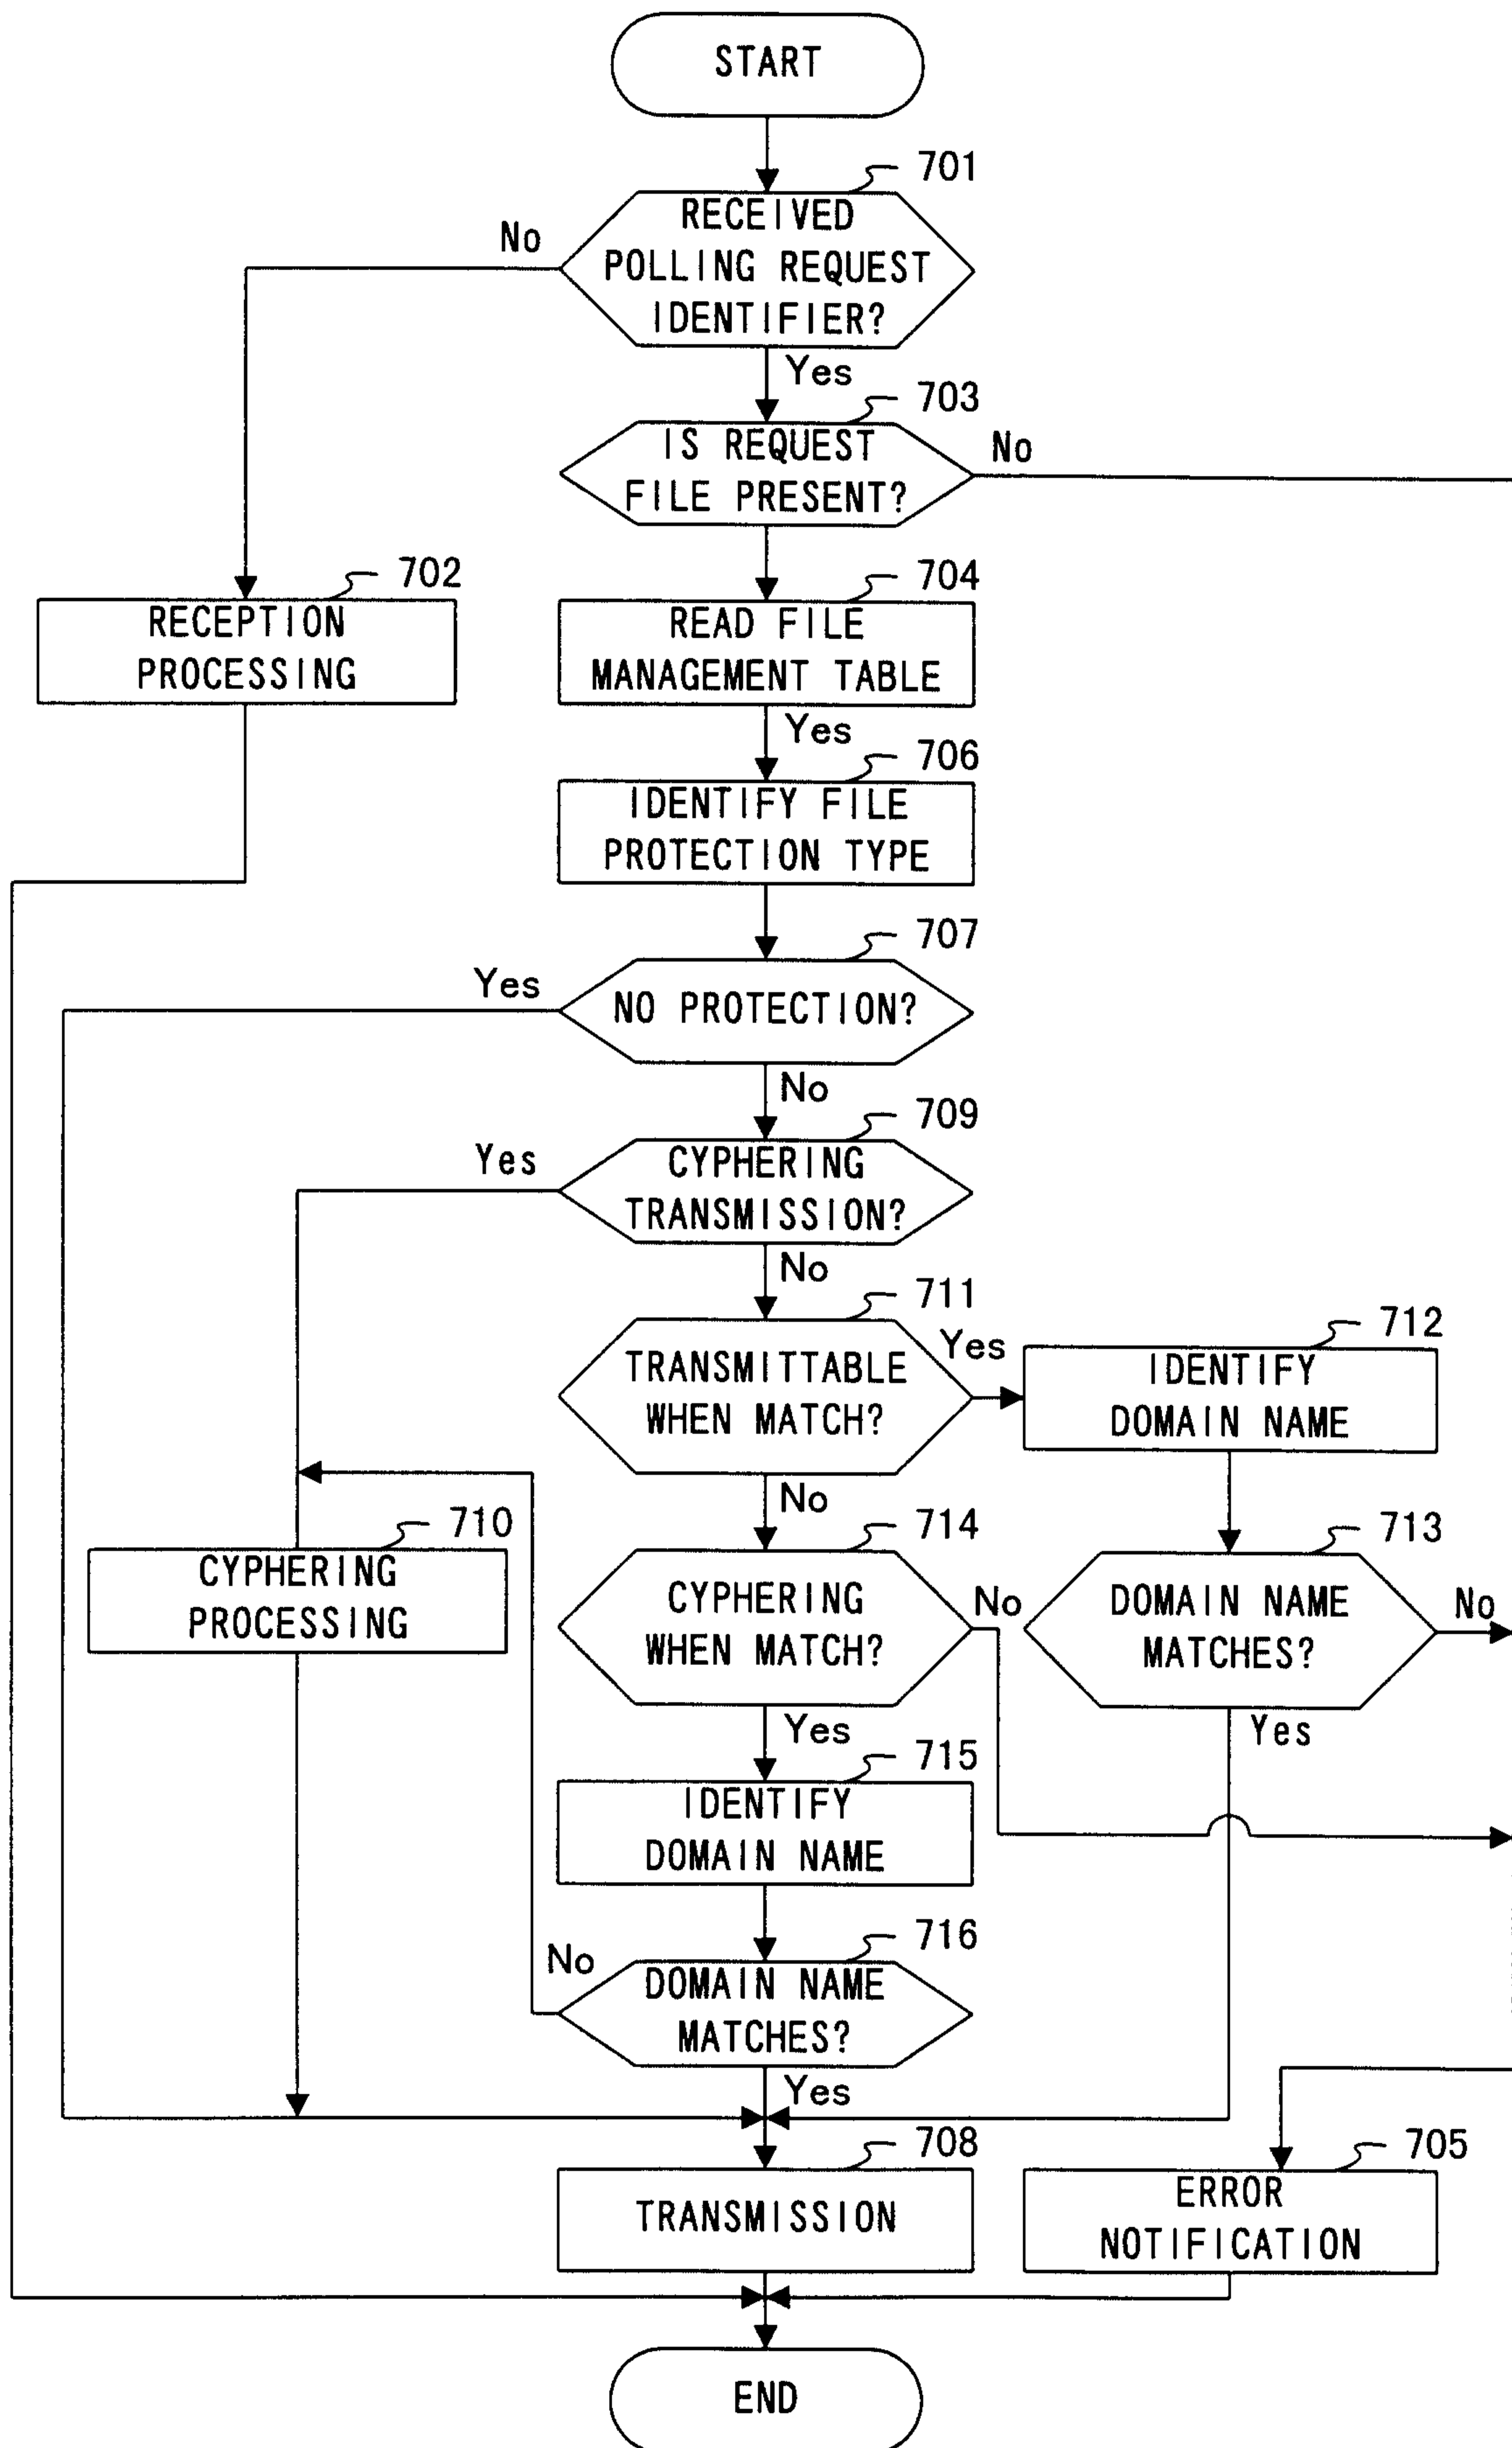 START
701
RECEIVED
POLLING REQUEST
IDENTIFIER?
No
Yes
703
IS REQUEST
FILE PRESENT?
No
702
RECEPTION
PROCESSING
704
READ FILE
MANAGEMENT TABLE
Yes
706
IDENTIFY FILE
PROTECTION TYPE
707
Yes
NO PROTECTION?
No
709
Yes
CYPHERING
TRANSMISSION?
No
711
TRANSMITTABLE
WHEN MATCH?
Yes
712
IDENTIFY
DOMAIN NAME
No
710
CYPHERING
PROCESSING
714
CYPHERING
WHEN MATCH?
No
713
DOMAIN NAME
MATCHES?
No
Yes
Yes
715
IDENTIFY
DOMAIN NAME
716
No
DOMAIN NAME
MATCHES?
Yes
708
TRANSMISSION
705
ERROR
NOTIFICATION
END